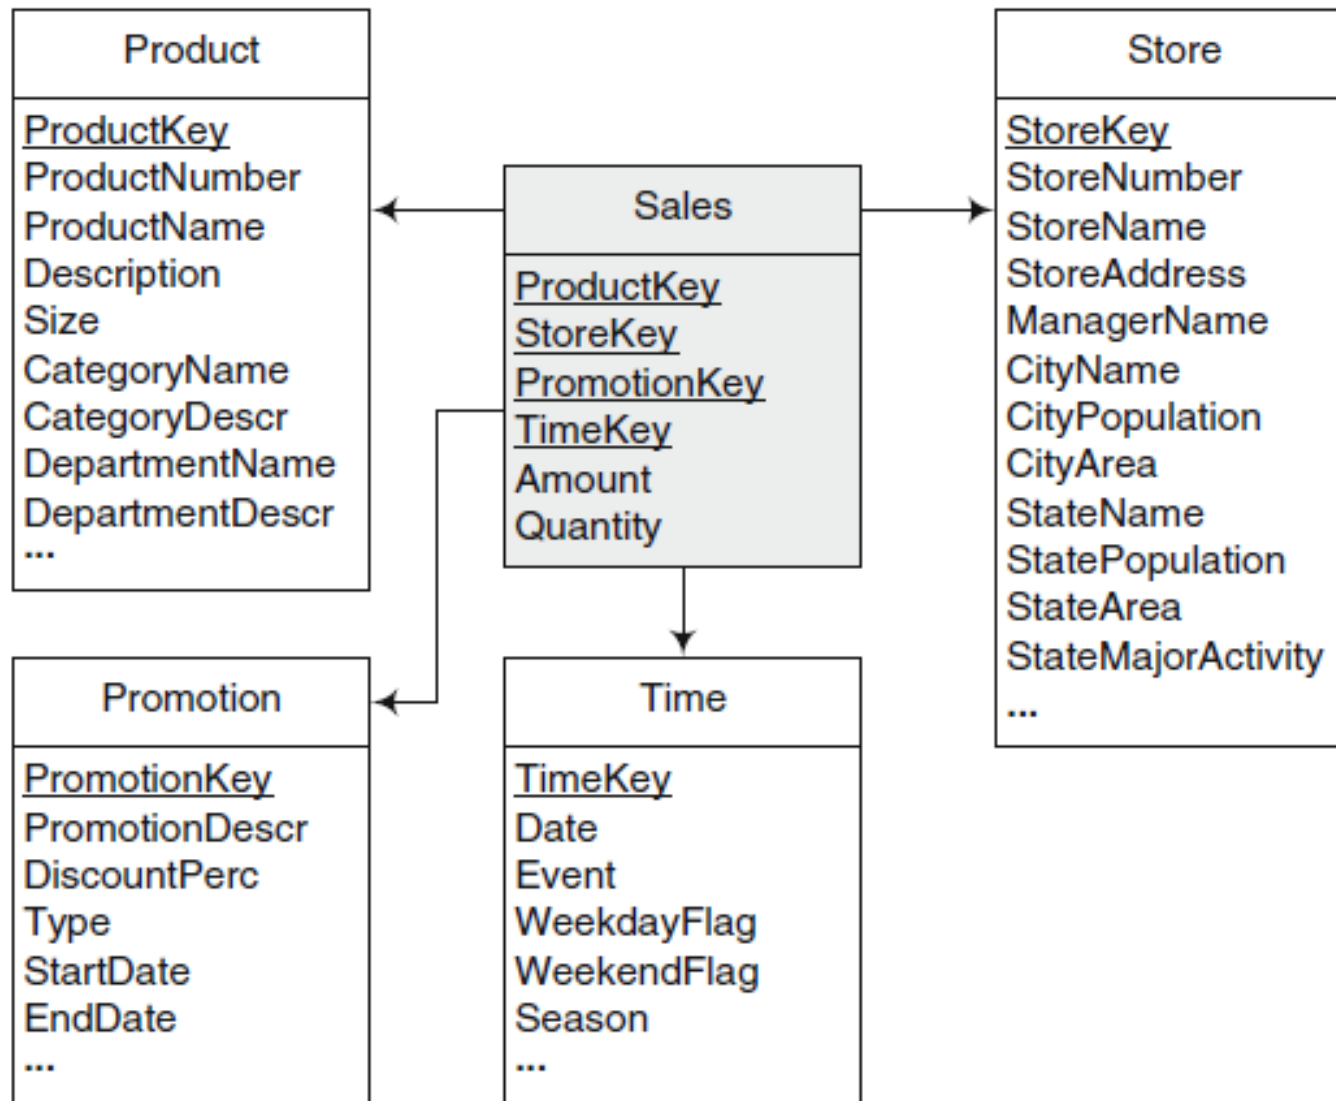 Product
ProductKey
ProductNumber
ProductName
Description
Size
CategoryName
CategoryDescr
DepartmentName
DepartmentDescr
...
Sales
ProductKey
StoreKey
PromotionKey
TimeKey
Amount
Quantity
Store
StoreKey
StoreNumber
StoreName
StoreAddress
ManagerName
CityName
CityPopulation
CityArea
StateName
StatePopulation
StateArea
StateMajorActivity
...
Promotion
PromotionKey
PromotionDescr
DiscountPerc
Type
StartDate
EndDate
...
Time
TimeKey
Date
Event
WeekdayFlag
WeekendFlag
Season
...